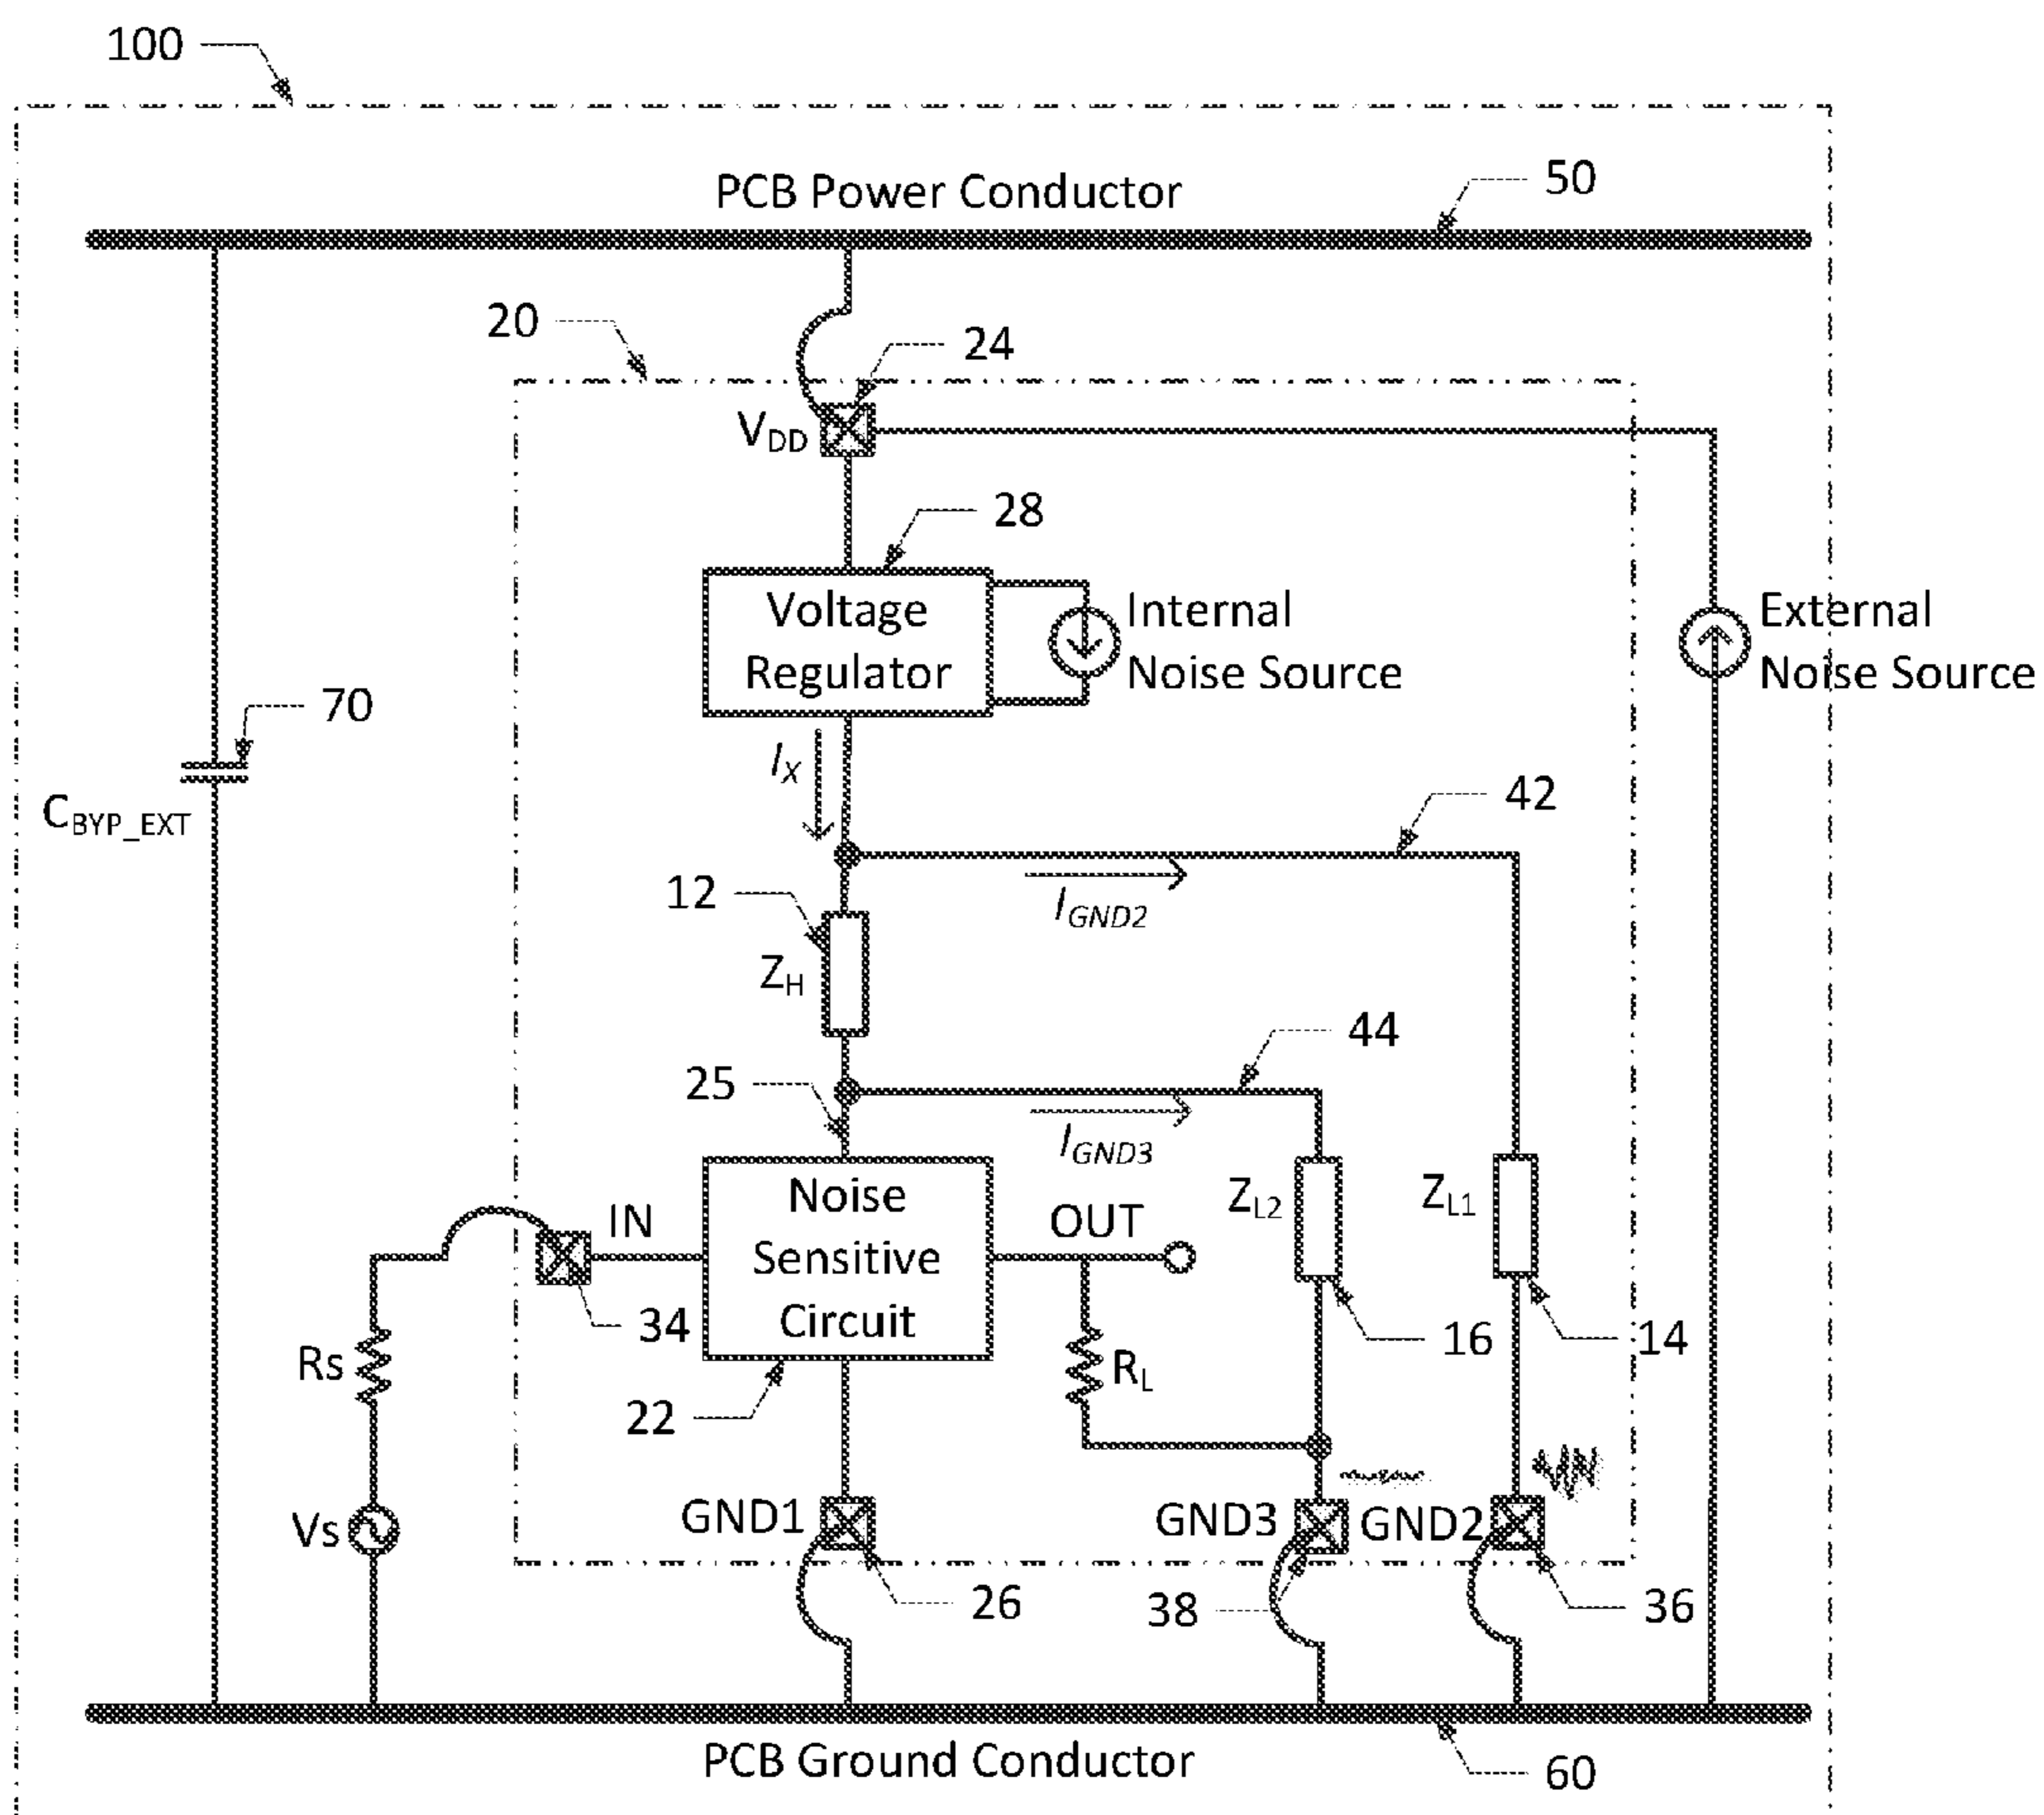 100
PCB Power Conductor
50
20
24
VDD
28
Voltage
Regulator
Internal
Noise Source
External
Noise Source
70
CBYP_EXT
IX
42
12
IGND2
ZH
44
25
IGND3
Noise
Sensitive
Circuit
IN
OUT
ZL2
ZL1
34
16
14
Rs
RL
22
Vs
GND1
GND3
GND2
26
38
36
PCB Ground Conductor
60